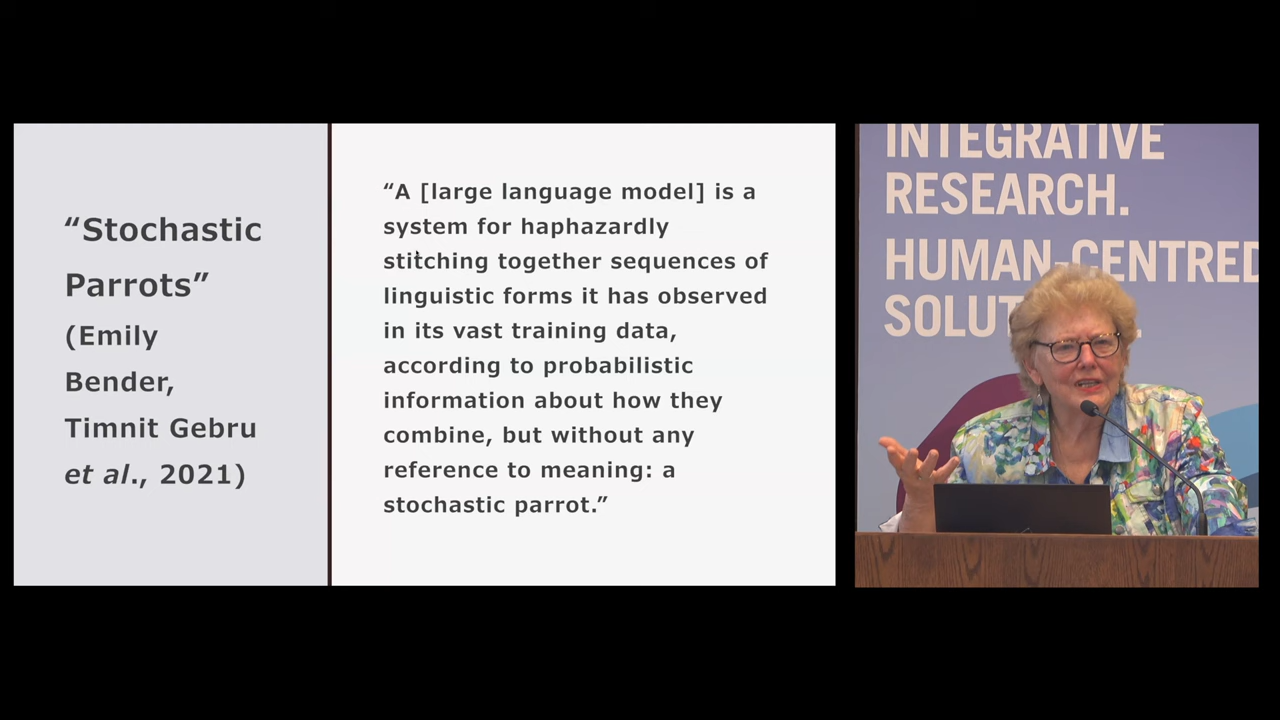 “Stochastic
Parrots”
(Emily
Bender,
Timnit Gebru
et al., 2021)
“A [large language model] is a
system for haphazardly
stitching together sequences of
linguistic forms it has observed
in its vast training data,
according to probabilistic
information about how they
combine, but without any
reference to meaning: a
stochastic parrot.”
INTEGRATIVE
RESEARCH.
HUMAN-CENTRED